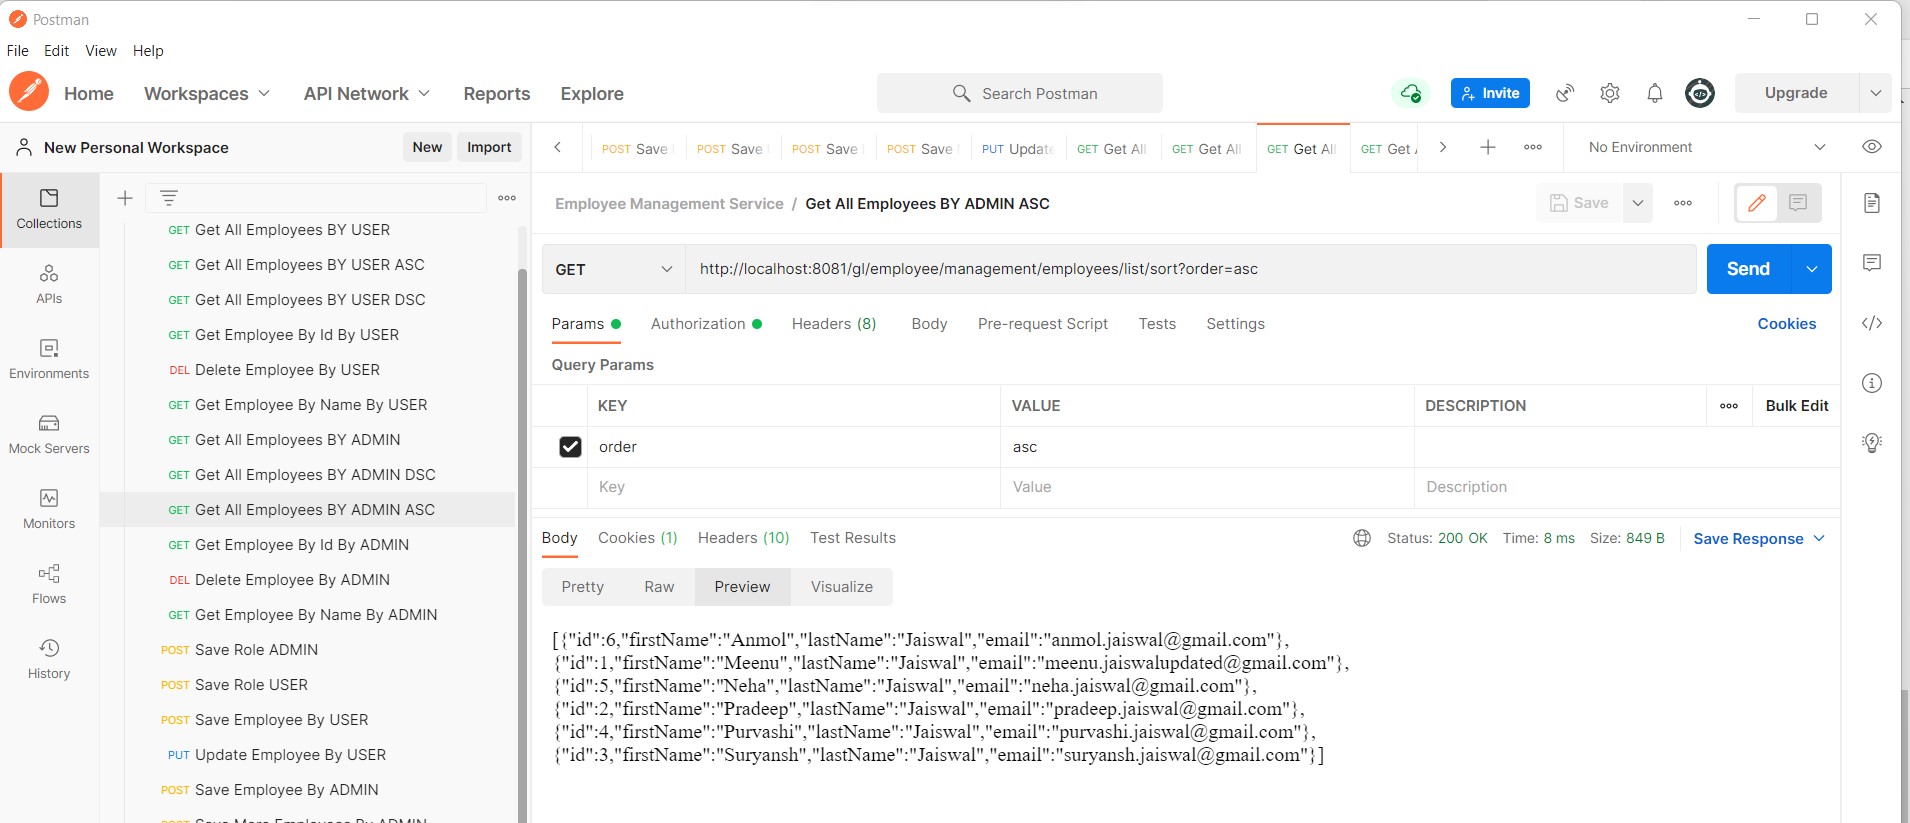 Postman
File Edit View Help
Home Workspaces API Network Reports Explore Search Postman Invite Upgrade
New Personal Workspace New Import
POST Save POST Save POST Save POST Save PUT Update GET Get All GET Get All GET Get All GET Get No Environment
Collections
APIs
Environments
Mock Servers
Monitors
Flows
History
GET Get All Employees BY USER
GET Get All Employees BY USER ASC
GET Get All Employees BY USER DSC
GET Get Employee By Id By USER
DEL Delete Employee By USER
GET Get Employee By Name By USER
GET Get All Employees BY ADMIN
GET Get All Employees BY ADMIN DSC
GET Get All Employees BY ADMIN ASC
GET Get Employee By Id By ADMIN
DEL Delete Employee By ADMIN
GET Get Employee By Name By ADMIN
POST Save Role ADMIN
POST Save Role USER
POST Save Employee By USER
PUT Update Employee By USER
POST Save Employee By ADMIN
POST Save More Employees By ADMIN
Employee Management Service / Get All Employees BY ADMIN ASC Save
GET http://localhost:8081/gl/employee/management/employees/list/sort?order=asc Send
Params Authorization Headers (8) Body Pre-request Script Tests Settings Cookies
Query Params
KEY VALUE DESCRIPTION Bulk Edit
order asc
Key Value Description
Body Cookies (1) Headers (10) Test Results Status: 200 OK Time: 8 ms Size: 849 B Save Response
Pretty Raw Preview Visualize
[{"id":6,"firstName":"Anmol","lastName":"Jaiswal","email":"anmol.jaiswal@gmail.com"},
{"id":1,"firstName":"Meenu","lastName":"Jaiswal","email":"meenu.jaiswalupdated@gmail.com"},
{"id":5,"firstName":"Neha","lastName":"Jaiswal","email":"neha.jaiswal@gmail.com"},
{"id":2,"firstName":"Pradeep","lastName":"Jaiswal","email":"pradeep.jaiswal@gmail.com"},
{"id":4,"firstName":"Purvashi","lastName":"Jaiswal","email":"purvashi.jaiswal@gmail.com"},
{"id":3,"firstName":"Suryansh","lastName":"Jaiswal","email":"suryansh.jaiswal@gmail.com"}]